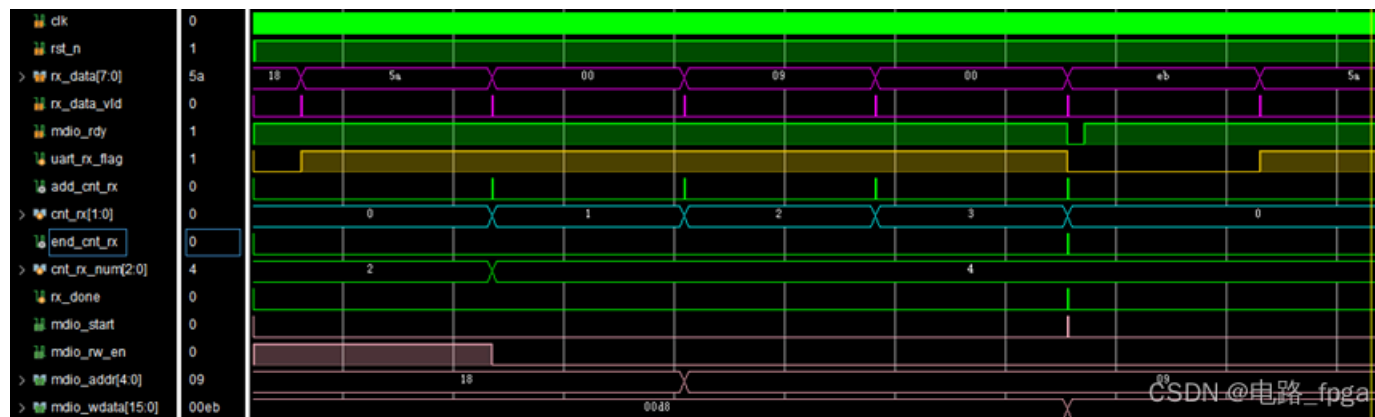 clk 0
rst_n 1
rx_data[7:0] 5a 18 5a 00 09 00 eb 5a
rx_data_vld 0
mdio_rdy 1
uart_rx_flag 1
add_cnt_rx 0
cnt_rx[1:0] 0 0 1 2 3 0
end_cnt_rx 0
cnt_rx_num[2:0] 4 2 4
rx_done 0
mdio_start 0
mdio_rw_en 0
mdio_addr[4:0] 09 18 09
CSDN @电路_fpga
mdio_wdata[15:0] 00eb 00d8